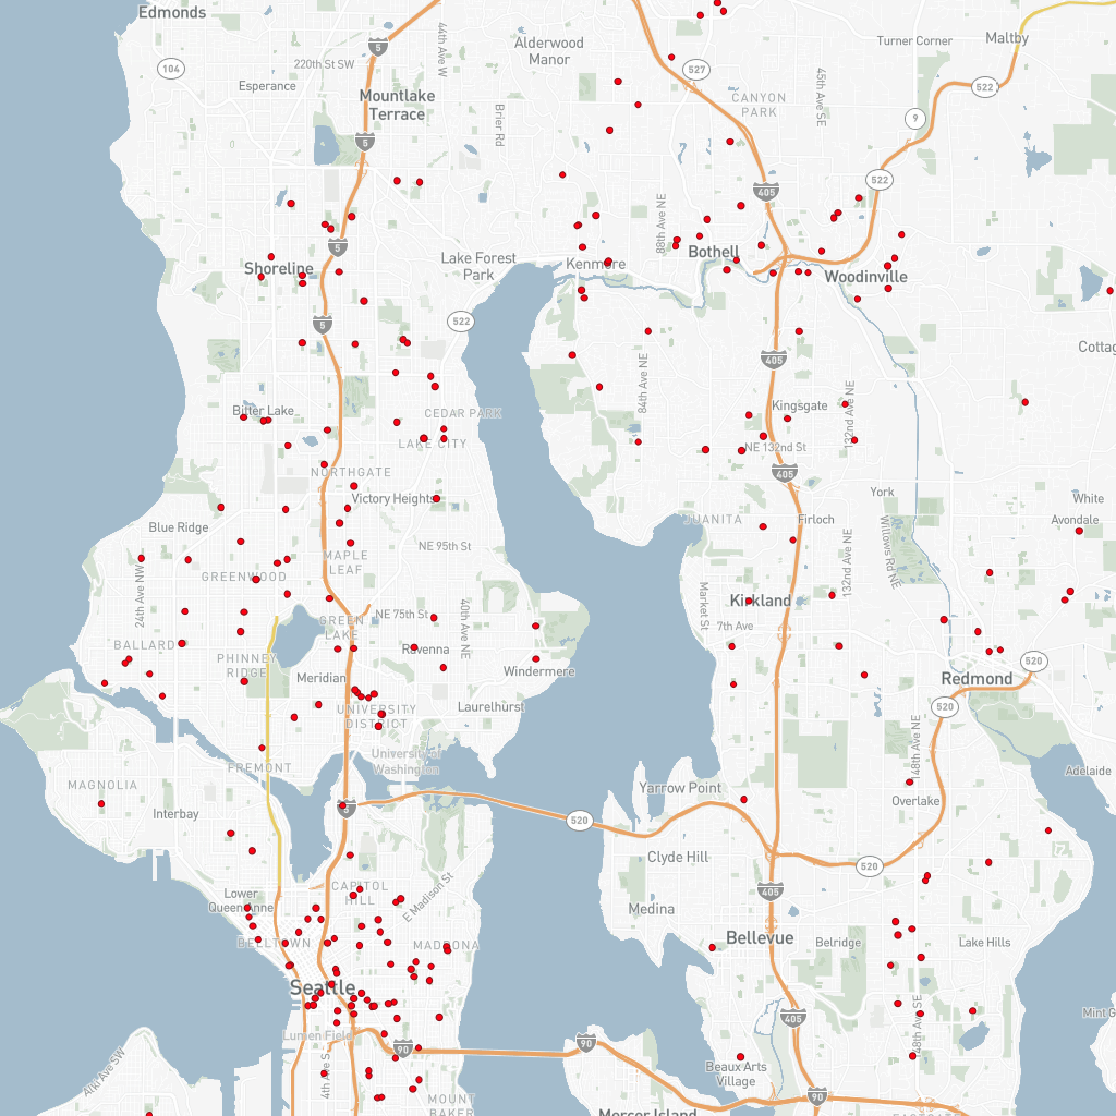 Edmonds
5
104
44th Ave W
Alderwood
Manor
Turner Corner
Maltby
220th St SW
Esperance
527
45th Ave SE
522
Mountlake
Terrace
Brier Rd
CANYON
PARK
9
5
522
405
88th Ave NE
5
Shoreline
Lake Forest
Park
Kenmore
Bothell
Woodinville
5
522
84th Ave NE
405
Cottag
Bitter Lake
CEDAR PARK
LAKE CITY
Kingsgate
132nd Ave NE
NE 132nd St
NORTHGATE
405
Victory Heights
York
White
Blue Ridge
JUANITA
Firloch
Avondale
NE 95th St
MAPLE
LEAF
Willows Rd NE
132nd Ave NE
24th Ave NW
GREENWOOD
Market St
Kirkland
NE 75th St
40th Ave NE
GREEN
LAKE
7th Ave
BALLARD
PHINNEY
RIDGE
Ravenna
Windermere
520
Meridian
Redmond
UNIVERSITY
DISTRICT
Laurelhurst
520
148th Ave NE
University of
Washington
FREMONT
Adelaide
MAGNOLIA
Yarrow Point
Overlake
Interbay
5
520
Clyde Hill
520
Lower
Queen Anne
CAPITOL
HILL
E Madison St
405
Medina
BELLTOWN
MADRONA
Bellevue
Belridge
Lake Hills
Seattle
405
148th Ave SE
Mint G
Lumen Field
90
90
Alki Ave SW
4th Ave S
Beaux Arts
Village
MOUNT
BAKER
90
Mercer Island